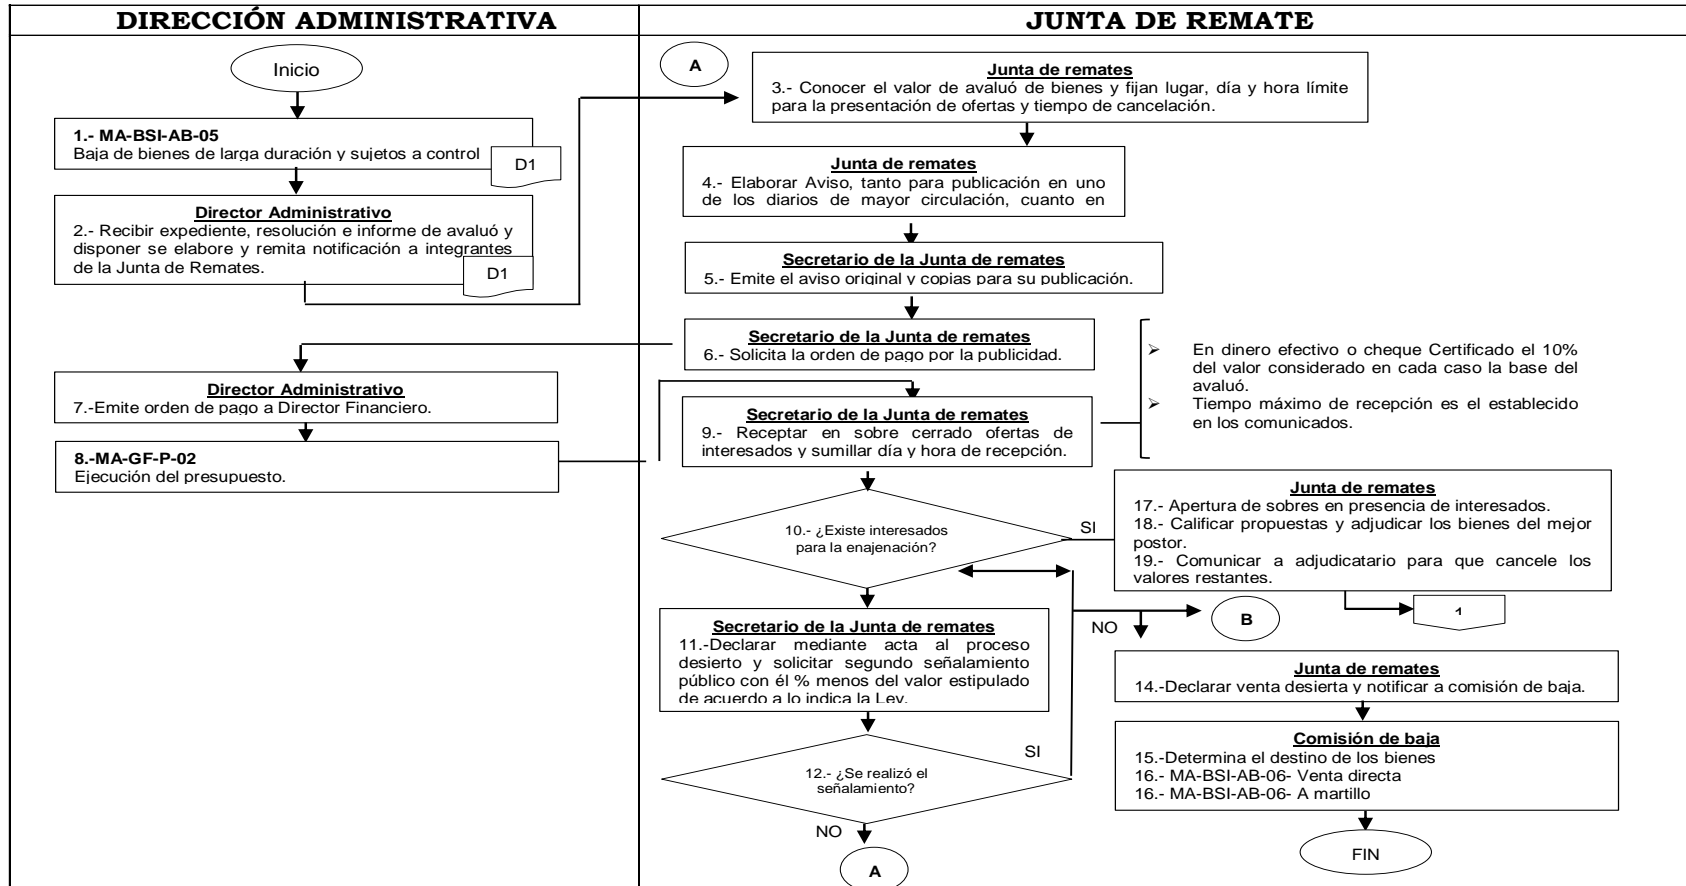 DIRECCIÓN ADMINISTRATIVA
Inicio
1.- MA-BSI-AB-05
Baja de bienes de larga duración y sujetos a control
D1
Director Administrativo
2.- Recibir expediente, resolución e informe de avaluó y
disponer se elabore y remita notificación a integrantes
de la Junta de Remates.
D1
Director Administrativo
7.-Emite orden de pago a Director Financiero.
8.-MA-GF-P-02
Ejecución del presupuesto.
JUNTA DE REMATE
A
Junta de remates
3.- Conocer el valor de avaluó de bienes y fijan lugar, día y hora límite
para la presentación de ofertas y tiempo de cancelación.
Junta de remates
4.- Elaborar Aviso, tanto para publicación en uno
de los diarios de mayor circulación, cuanto en
Secretario de la Junta de remates
5.- Emite el aviso original y copias para su publicación.
Secretario de la Junta de remates
6.- Solicita la orden de pago por la publicidad.
Secretario de la Junta de remates
9.- Receptar en sobre cerrado ofertas de
interesados y sumillar día y hora de recepción.
➢ En dinero efectivo o cheque Certificado el 10%
del valor considerado en cada caso la base del
avaluó.
➢ Tiempo máximo de recepción es el establecido
en los comunicados.
10.- ¿Existe interesados
para la enajenación?
SI
Junta de remates
17.- Apertura de sobres en presencia de interesados.
18.- Calificar propuestas y adjudicar los bienes del mejor
postor.
19.- Comunicar a adjudicatario para que cancele los
valores restantes.
1
Secretario de la Junta de remates
11.-Declarar mediante acta al proceso
desierto y solicitar segundo señalamiento
público con él % menos del valor estipulado
de acuerdo a lo indica la Ley.
NO
B
Junta de remates
14.-Declarar venta desierta y notificar a comisión de baja.
12.- ¿Se realizó el
señalamiento?
SI
NO
A
Comisión de baja
15.-Determina el destino de los bienes
16.- MA-BSI-AB-06- Venta directa
16.- MA-BSI-AB-06- A martillo
FIN